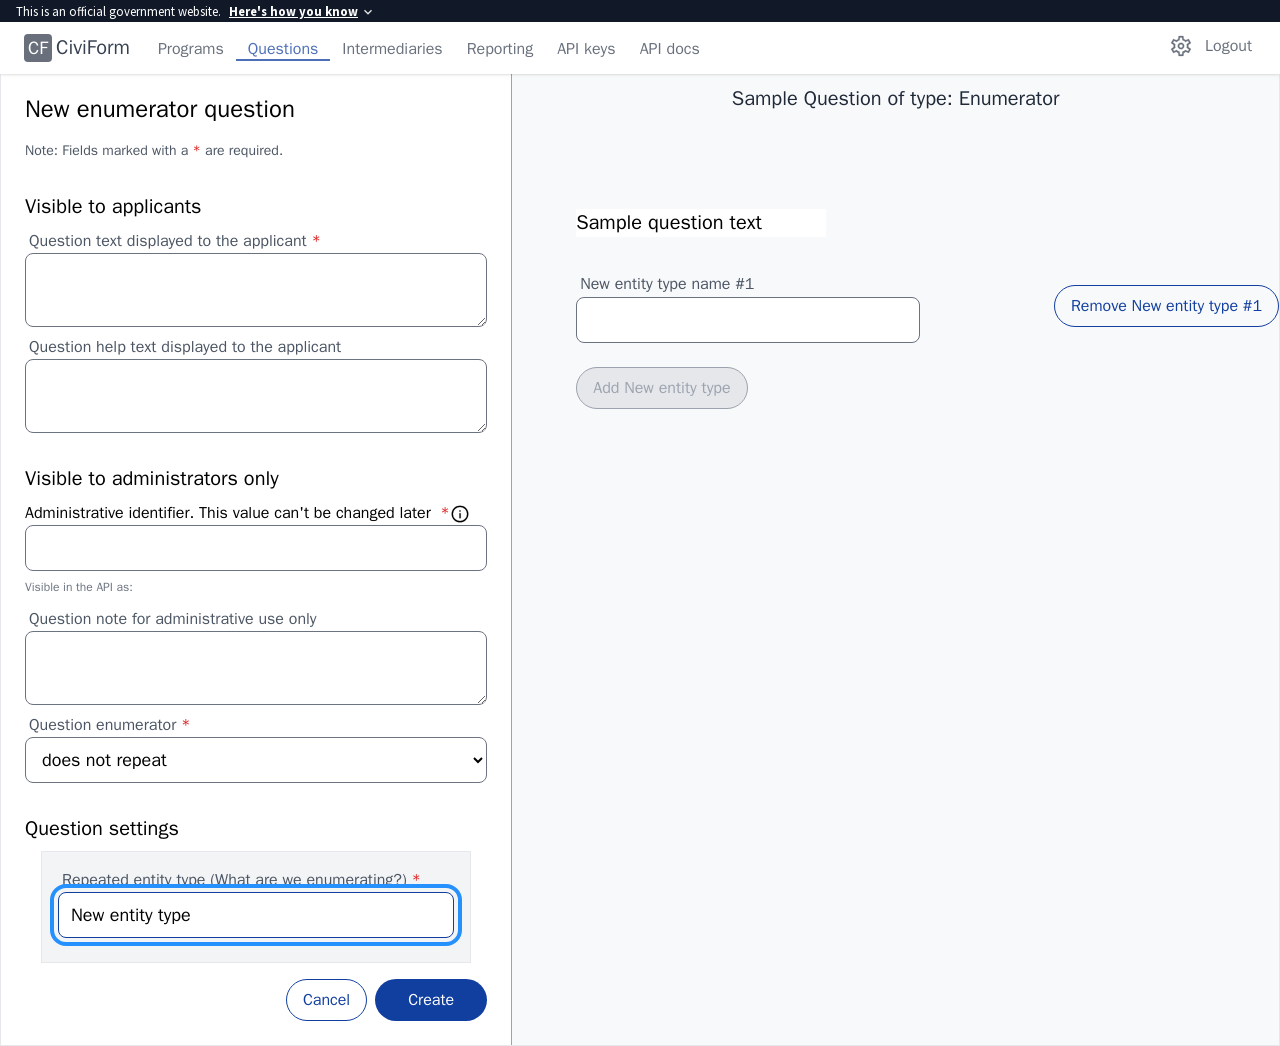 This is an official government website. Here's how you know
CF CiviForm Programs Questions Intermediaries Reporting API keys API docs Logout
New enumerator question
Note: Fields marked with a * are required.
Visible to applicants
Question text displayed to the applicant *
Question help text displayed to the applicant
Visible to administrators only
Administrative identifier. This value can't be changed later *
Visible in the API as:
Question note for administrative use only
Question enumerator *
does not repeat
Question settings
Repeated entity type (What are we enumerating?) *
New entity type
Cancel Create
Sample Question of type: Enumerator
Sample question text
New entity type name #1
Remove New entity type #1
Add New entity type